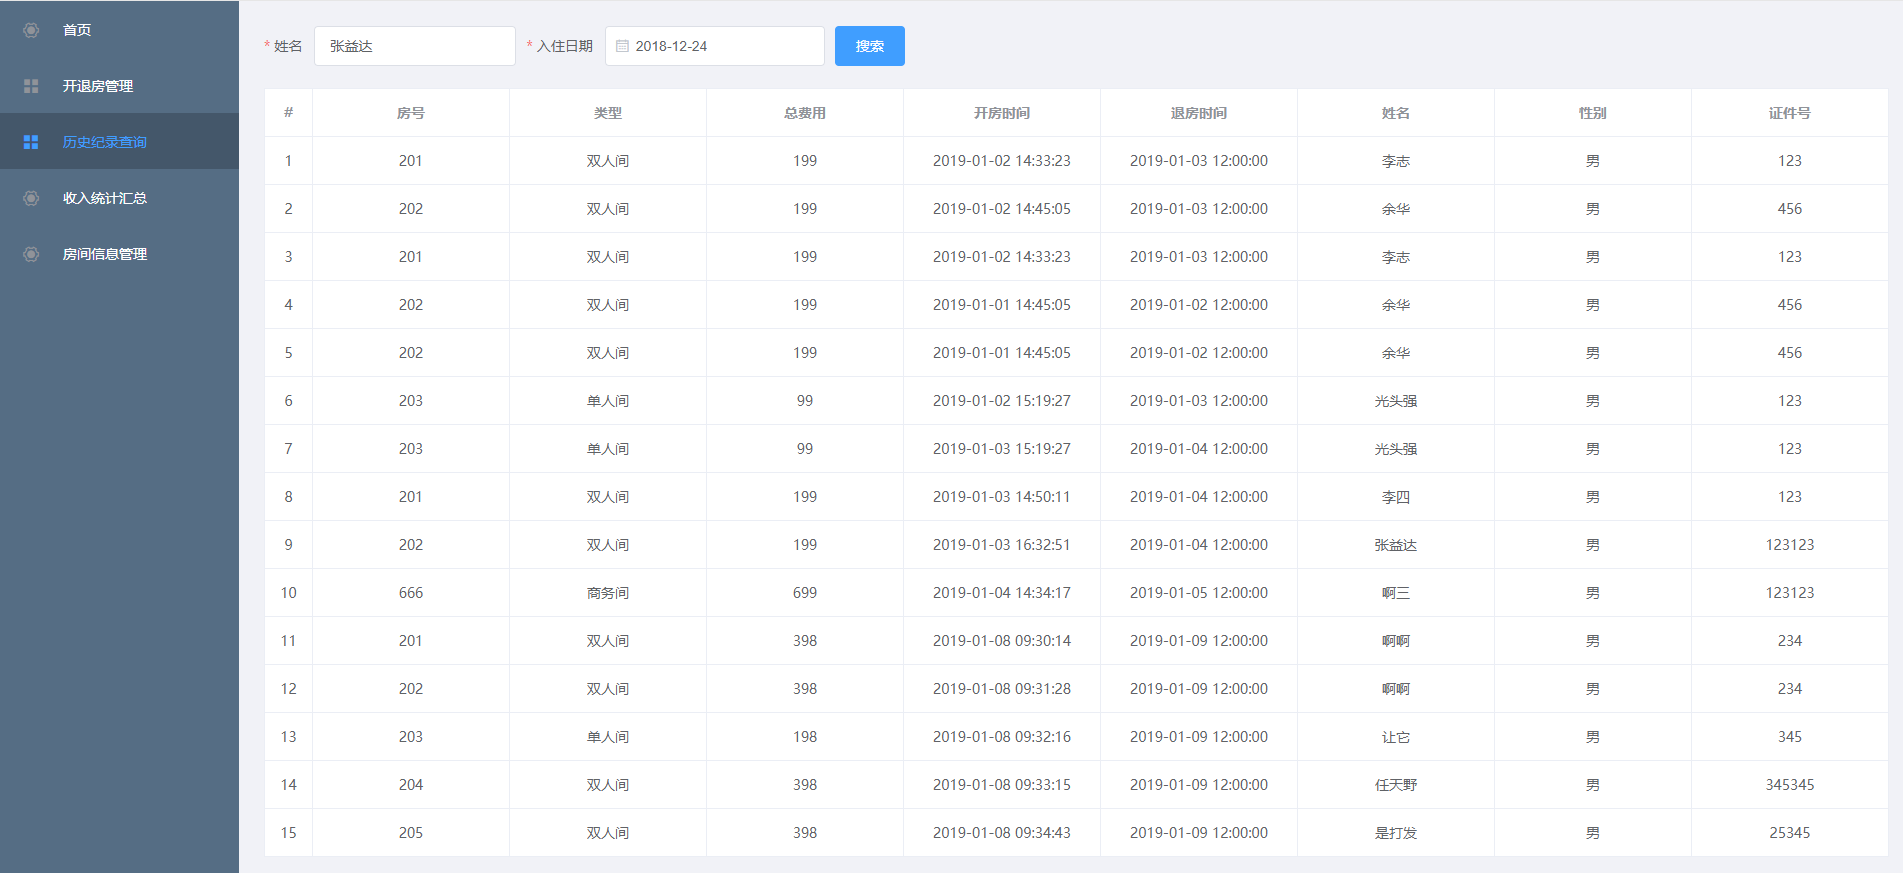 首页
开退房管理
历史纪录查询
收入统计汇总
房间信息管理
* 姓名 张益达 * 入住日期 2018-12-24 搜索
# 房号 类型 总费用 开房时间 退房时间 姓名 性别 证件号
1 201 双人间 199 2019-01-02 14:33:23 2019-01-03 12:00:00 李志 男 123
2 202 双人间 199 2019-01-02 14:45:05 2019-01-03 12:00:00 余华 男 456
3 201 双人间 199 2019-01-02 14:33:23 2019-01-03 12:00:00 李志 男 123
4 202 双人间 199 2019-01-01 14:45:05 2019-01-02 12:00:00 余华 男 456
5 202 双人间 199 2019-01-01 14:45:05 2019-01-02 12:00:00 余华 男 456
6 203 单人间 99 2019-01-02 15:19:27 2019-01-03 12:00:00 光头强 男 123
7 203 单人间 99 2019-01-03 15:19:27 2019-01-04 12:00:00 光头强 男 123
8 201 双人间 199 2019-01-03 14:50:11 2019-01-04 12:00:00 李四 男 123
9 202 双人间 199 2019-01-03 16:32:51 2019-01-04 12:00:00 张益达 男 123123
10 666 商务间 699 2019-01-04 14:34:17 2019-01-05 12:00:00 啊三 男 123123
11 201 双人间 398 2019-01-08 09:30:14 2019-01-09 12:00:00 啊啊 男 234
12 202 双人间 398 2019-01-08 09:31:28 2019-01-09 12:00:00 啊啊 男 234
13 203 单人间 198 2019-01-08 09:32:16 2019-01-09 12:00:00 让它 男 345
14 204 双人间 398 2019-01-08 09:33:15 2019-01-09 12:00:00 任天野 男 345345
15 205 双人间 398 2019-01-08 09:34:43 2019-01-09 12:00:00 是打发 男 25345